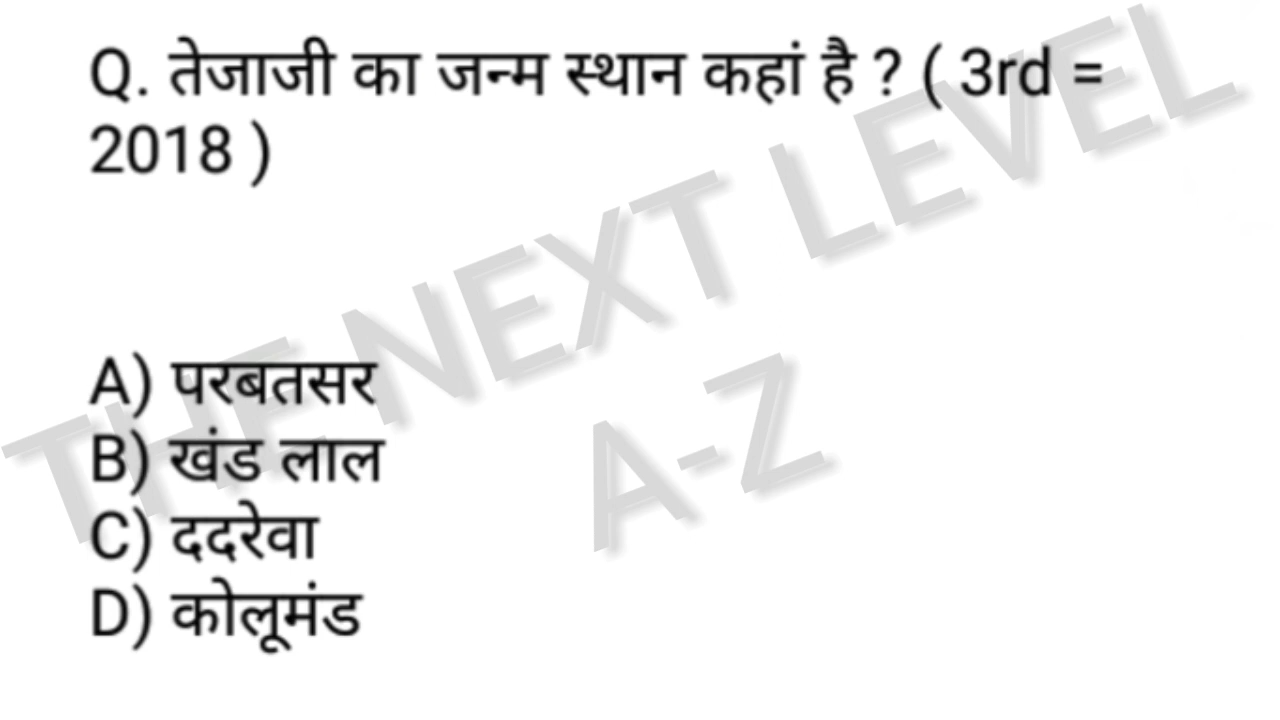 Q. तेजाजी का जन्म स्थान कहां है ? ( 3rd =
2018 )
A) परबतसर
B) खंड लाल
C) ददरेवा
D) कोलूमंड
THE NEXT LEVEL
A-Z